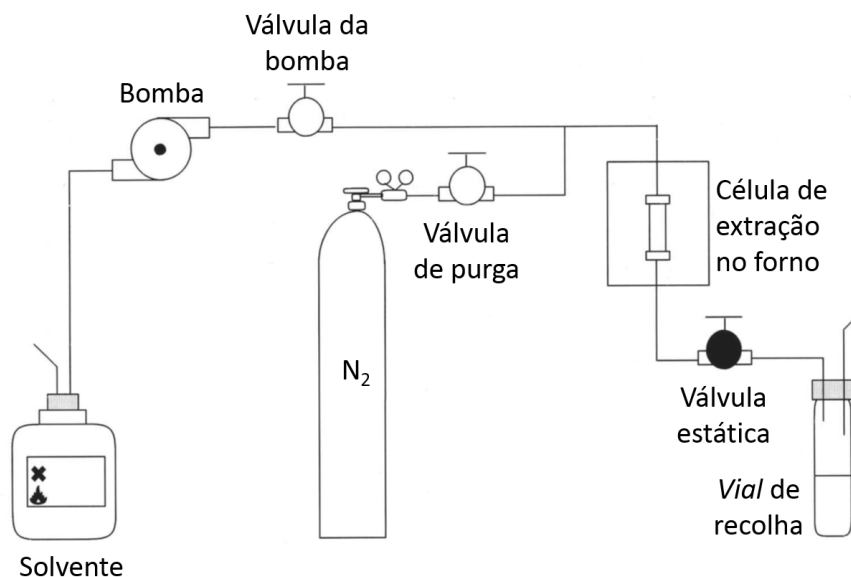 Válvula da
bomba
Bomba
Válvula
de purga
Célula de
extração
no forno
N₂
Válvula
estática
Vial de
recolha
Solvente